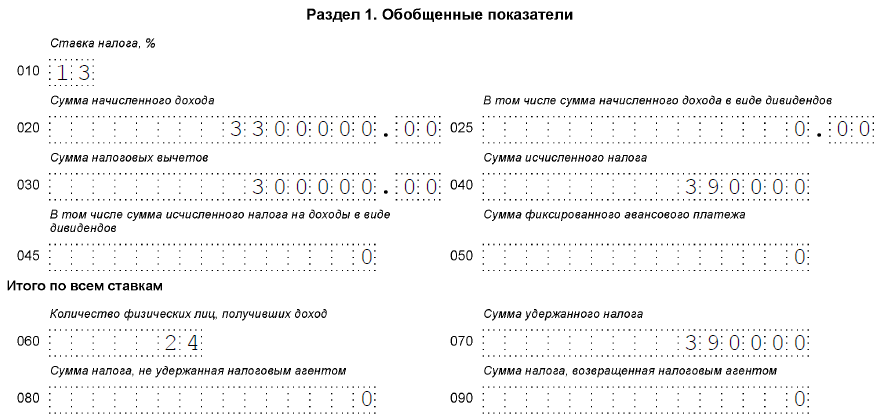 Раздел 1. Обобщенные показатели
Ставка налога, %
010 13
Сумма начисленного дохода В том числе сумма начисленного дохода в виде дивидендов
020 3300000.00 025 0.00
Сумма налоговых вычетов Сумма исчисленного налога
030 300000.00 040 390000
В том числе сумма исчисленного налога на доходы в виде Сумма фиксированного авансового платежа
дивидендов
045 0 050 0
Итого по всем ставкам
Количество физических лиц, получивших доход Сумма удержанного налога
060 24 070 390000
Сумма налога, не удержанная налоговым агентом Сумма налога, возвращенная налоговым агентом
080 0 090 0